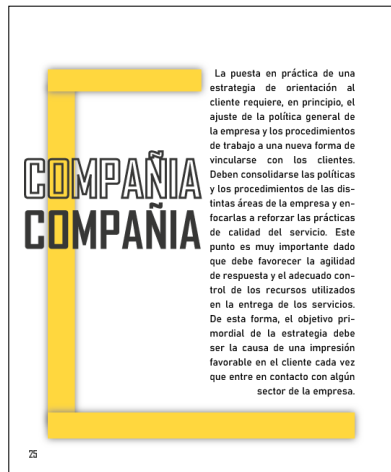 COMPAÑIA
COMPAÑIA
La puesta en práctica de una
estrategia de orientación al
cliente requiere, en principio, el
ajuste de la política general de
la empresa y los procedimientos
de trabajo a una nueva forma de
vincularse con los clientes.
Deben consolidarse las políticas
y los procedimientos de las dis-
tintas áreas de la empresa y en-
focarlas a reforzar las prácticas
de calidad del servicio. Este
punto es muy importante dado
que debe favorecer la agilidad
de respuesta y el adecuado con-
trol de los recursos utilizados
en la entrega de los servicios.
De esta forma, el objetivo pri-
mordial de la estrategia debe
ser la causa de una impresión
favorable en el cliente cada vez
que entre en contacto con algún
sector de la empresa.
25